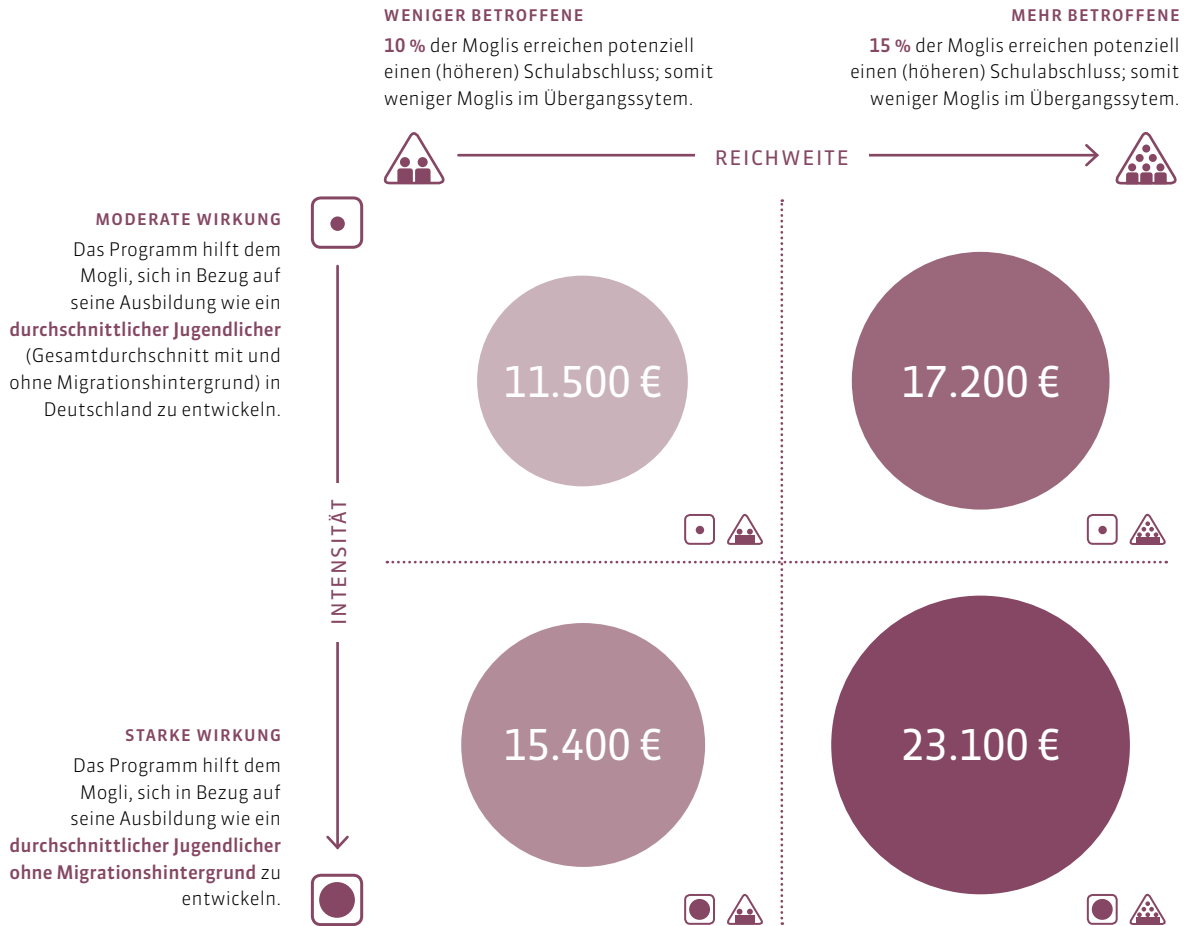 WENIGER BETROFFENE
10 % der Moglis erreichen potenziell
einen (höheren) Schulabschluss; somit
weniger Moglis im Übergangssytem.
MEHR BETROFFENE
15 % der Moglis erreichen potenziell
einen (höheren) Schulabschluss; somit
weniger Moglis im Übergangssytem.
REICHWEITE
MODERATE WIRKUNG
Das Programm hilft dem
Mogli, sich in Bezug auf
seine Ausbildung wie ein
durchschnittlicher Jugendlicher
(Gesamtdurchschnitt mit und
ohne Migrationshintergrund) in
Deutschland zu entwickeln.
11.500 €
17.200 €
INTENSITÄT
STARKE WIRKUNG
Das Programm hilft dem
Mogli, sich in Bezug auf
seine Ausbildung wie ein
durchschnittlicher Jugendlicher
ohne Migrationshintergrund zu
entwickeln.
15.400 €
23.100 €